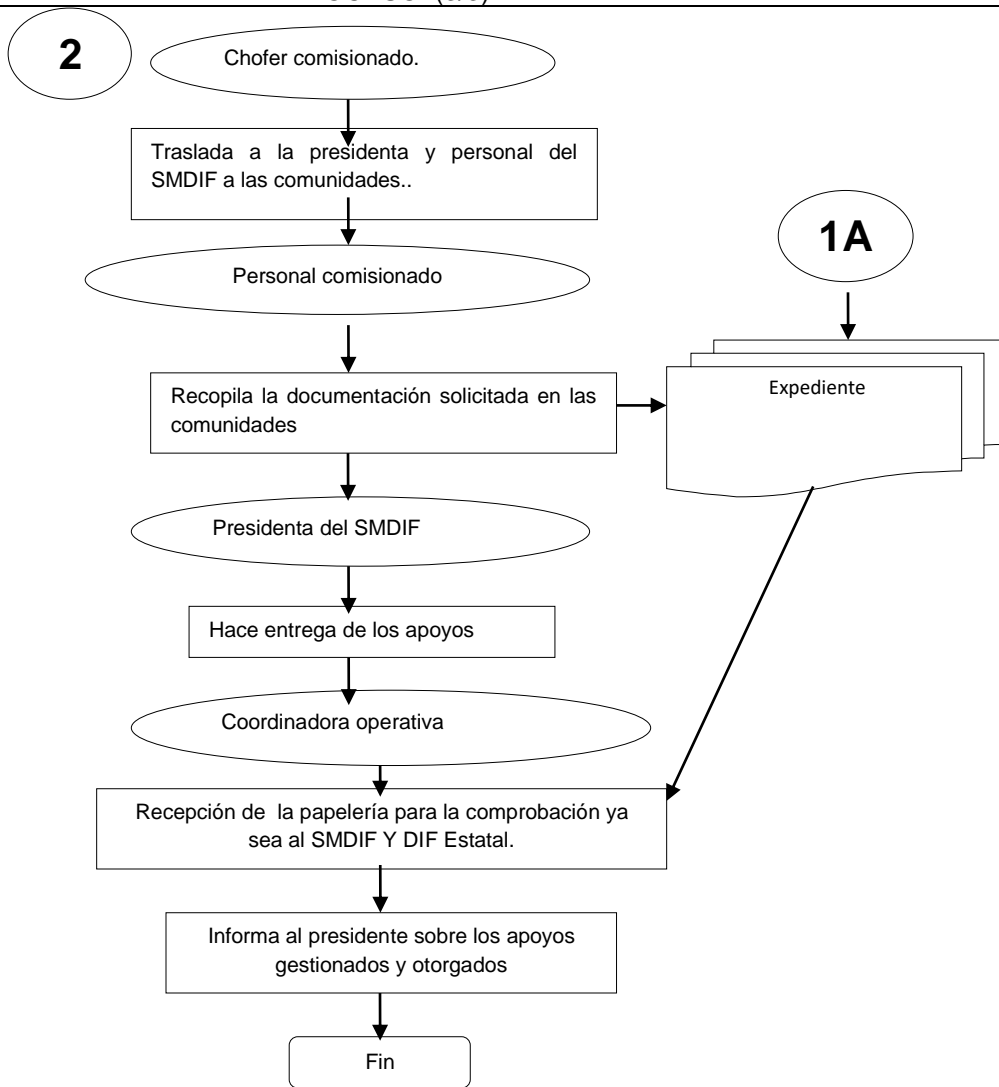 2
Chofer comisionado.
Traslada a la presidenta y personal del
SMDIF a las comunidades..
1A
Personal comisionado
Recopila la documentación solicitada en las
comunidades
Expediente
Presidenta del SMDIF
Hace entrega de los apoyos
Coordinadora operativa
Recepción de la papelería para la comprobación ya
sea al SMDIF Y DIF Estatal.
Informa al presidente sobre los apoyos
gestionados y otorgados
Fin